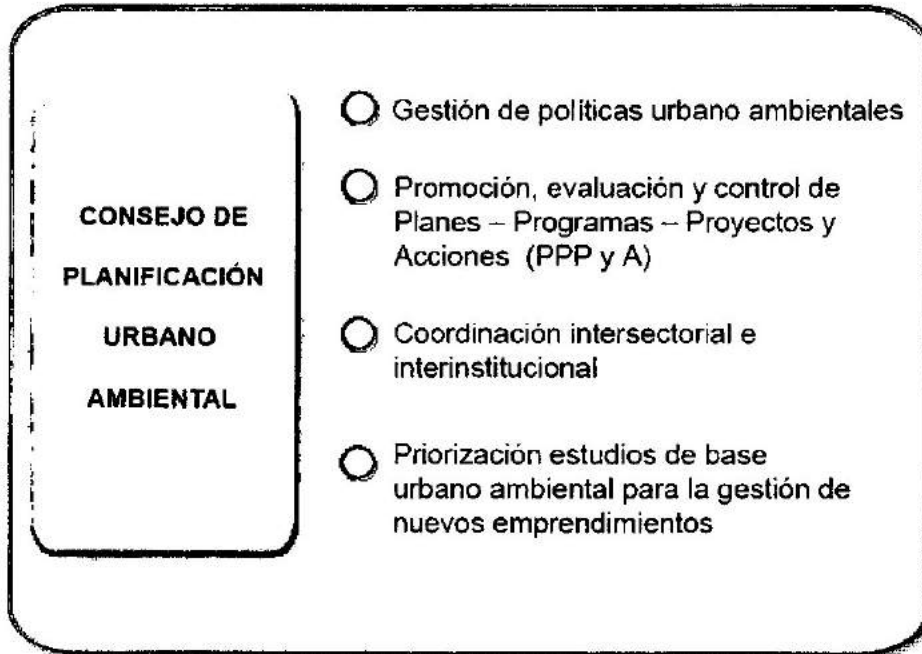 CONSEJO DE
PLANIFICACIÓN
URBANO
AMBIENTAL
Gestión de políticas urbano ambientales
Promoción, evaluación y control de
Planes – Programas – Proyectos y
Acciones (PPP y A)
Coordinación intersectorial e
interinstitucional
Priorización estudios de base
urbano ambiental para la gestión de
nuevos emprendimientos